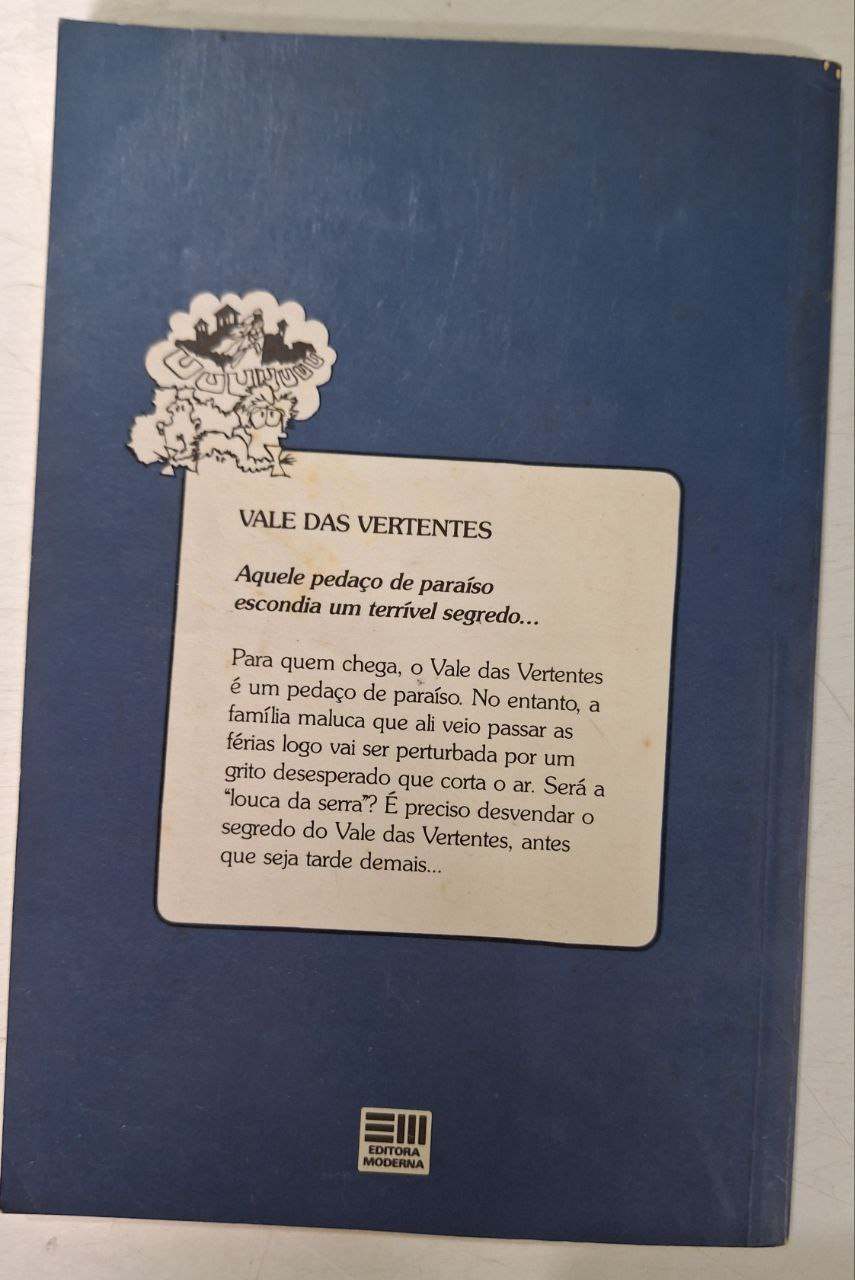 UUUUUUUU
VALE DAS VERTENTES
Aquele pedaço de paraíso
escondia um terrível segredo...
Para quem chega, o Vale das Vertentes
é um pedaço de paraíso. No entanto, a
família maluca que ali veio passar as
férias logo vai ser perturbada por um
grito desesperado que corta o ar. Será a
“louca da serra”? É preciso desvendar o
segredo do Vale das Vertentes, antes
que seja tarde demais...
EDITORA
MODERNA